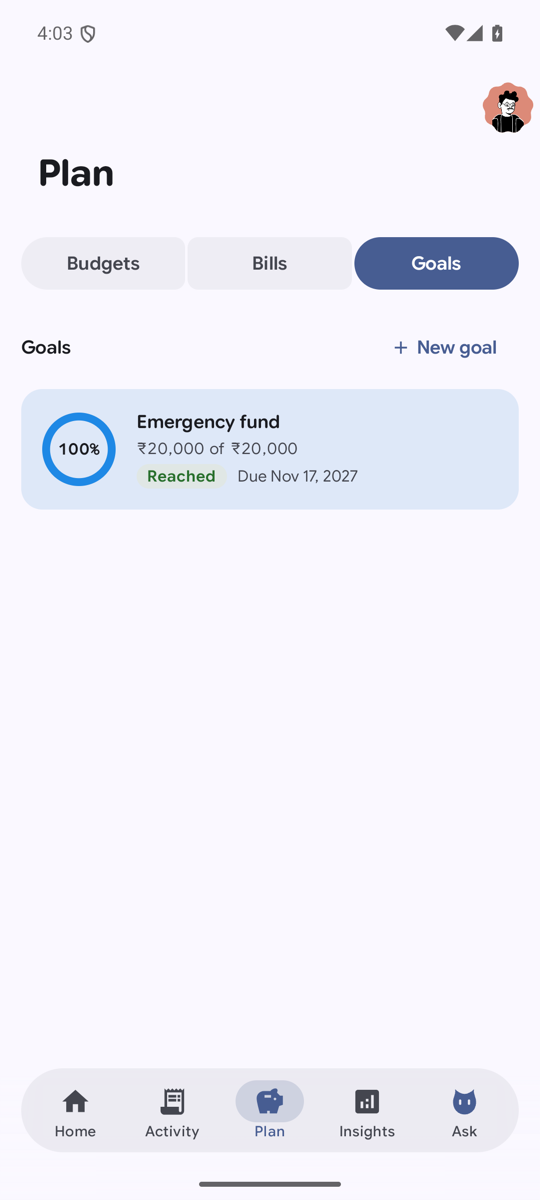 4:03
Plan
Budgets Bills Goals
Goals + New goal
100%
Emergency fund
₹20,000 of ₹20,000
Reached Due Nov 17, 2027
Home Activity Plan Insights Ask